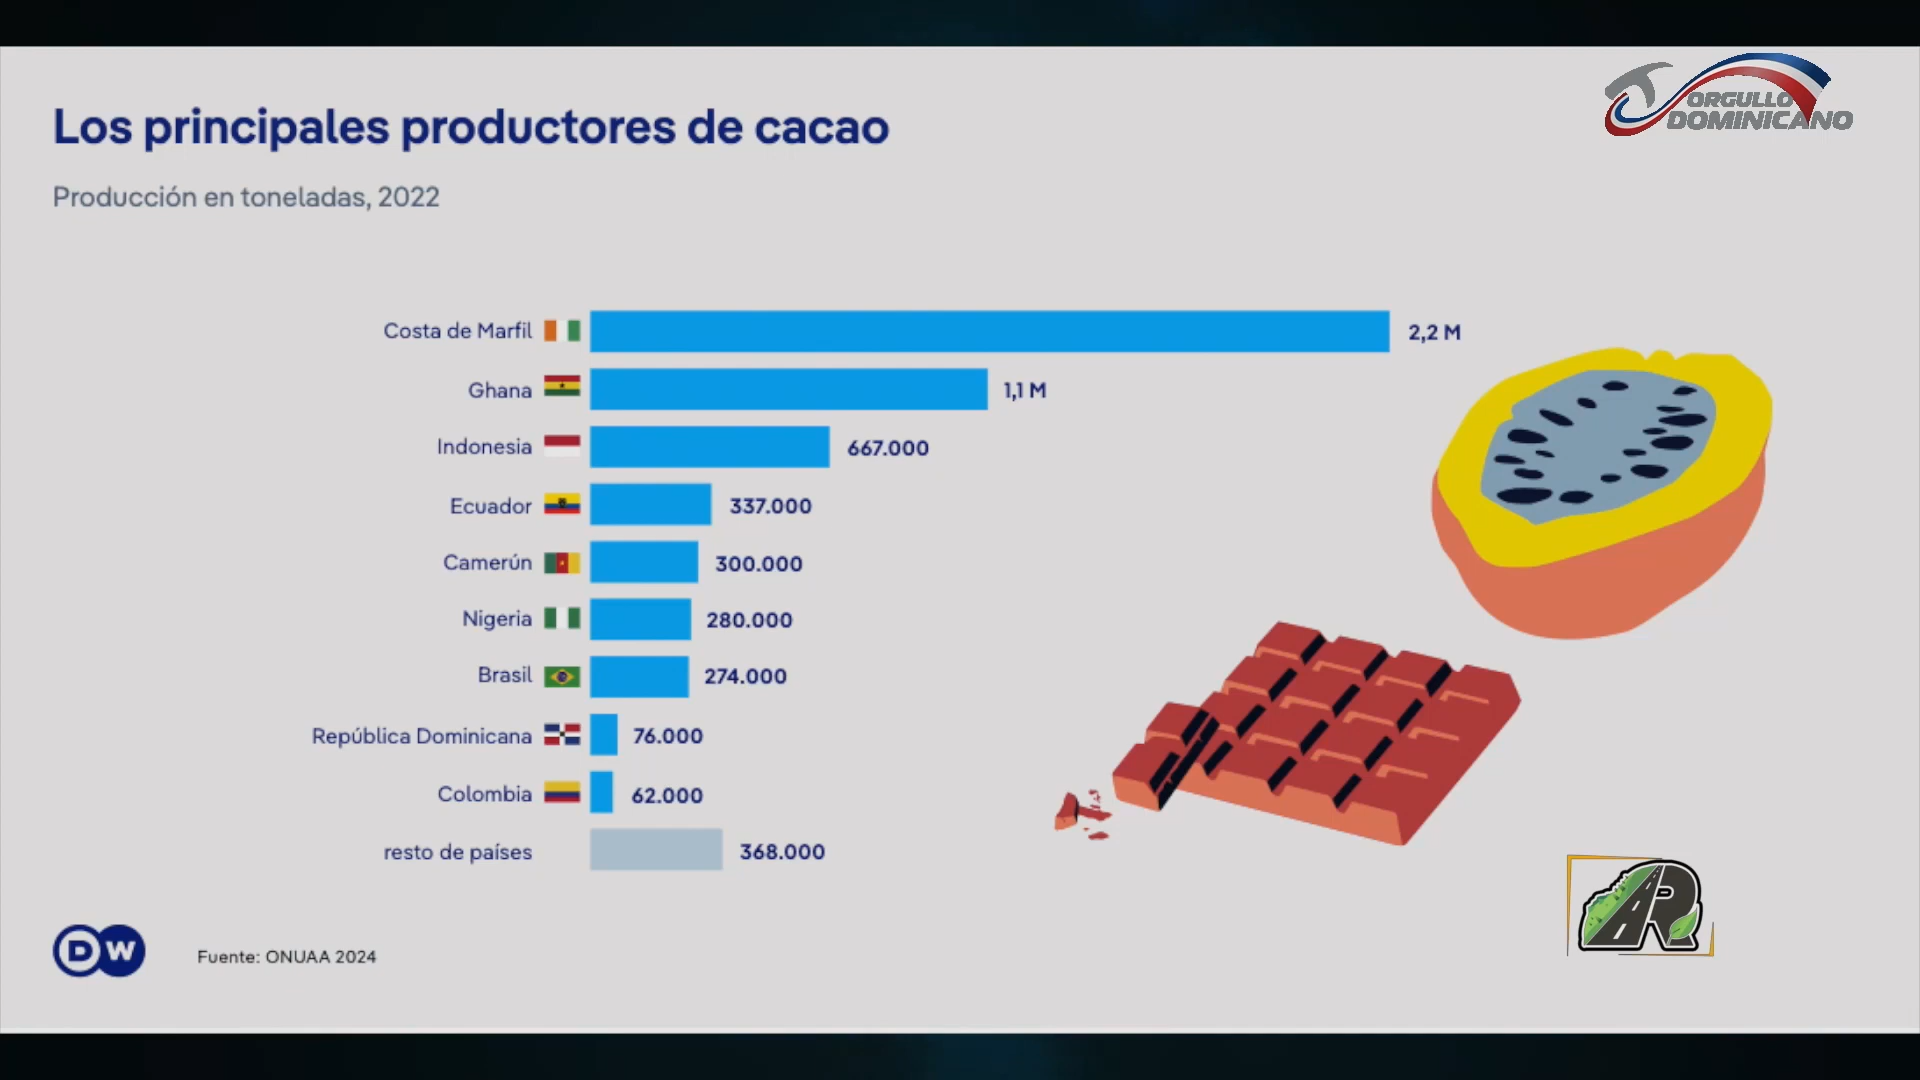 ORGULLO
DOMINICANO
Los principales productores de cacao
Producción en toneladas, 2022
Costa de Marfil 2,2 M
Ghana 1,1 M
Indonesia 667.000
Ecuador 337.000
Camerún 300.000
Nigeria 280.000
Brasil 274.000
República Dominicana 76.000
Colombia 62.000
resto de países 368.000
DW
Fuente: ONUAA 2024
AR